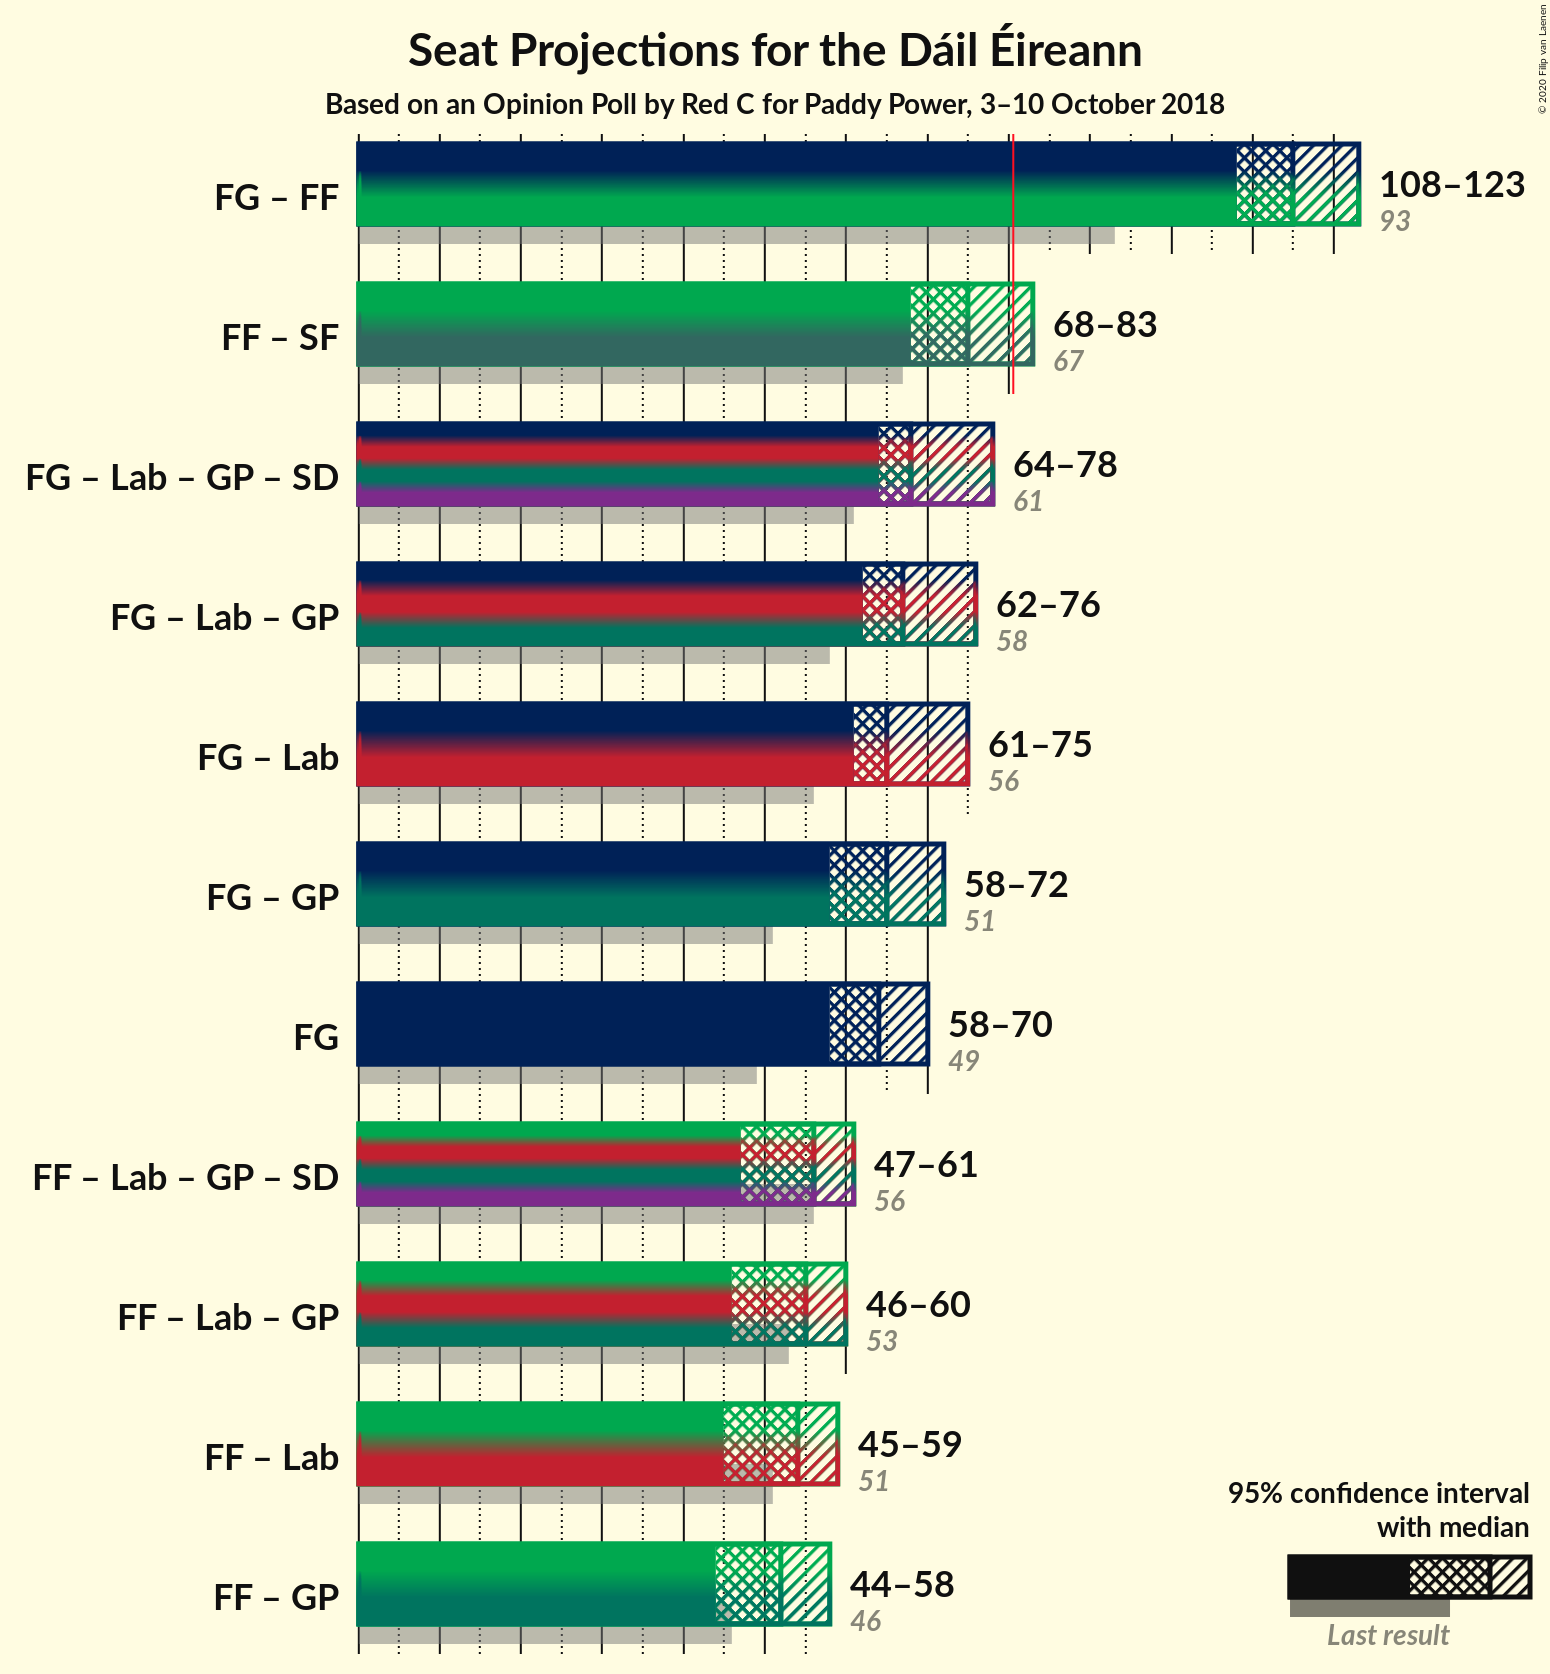 Seat Projections for the Dáil Éireann
Based on an Opinion Poll by Red C for Paddy Power, 3–10 October 2018
© 2020 Filip van Laenen
FG – FF
108–123
93
FF – SF
68–83
67
FG – Lab – GP – SD
64–78
61
FG – Lab – GP
62–76
58
FG – Lab
61–75
56
FG – GP
58–72
51
FG
58–70
49
FF – Lab – GP – SD
47–61
56
FF – Lab – GP
46–60
53
FF – Lab
45–59
51
FF – GP
44–58
46
95% confidence interval
with median
Last result